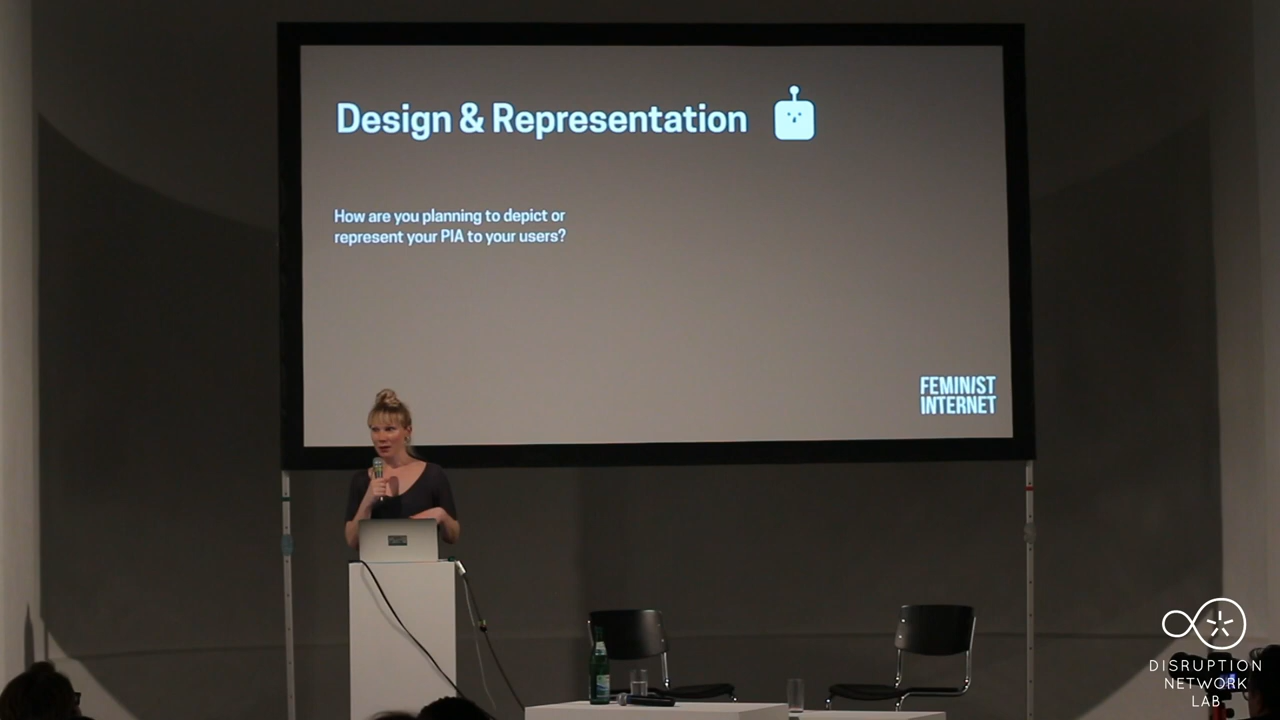 Design & Representation
How are you planning to depict or
represent your PIA to your users?
FEMINIST
INTERNET
DISRUPTION
NETWORK
LAB